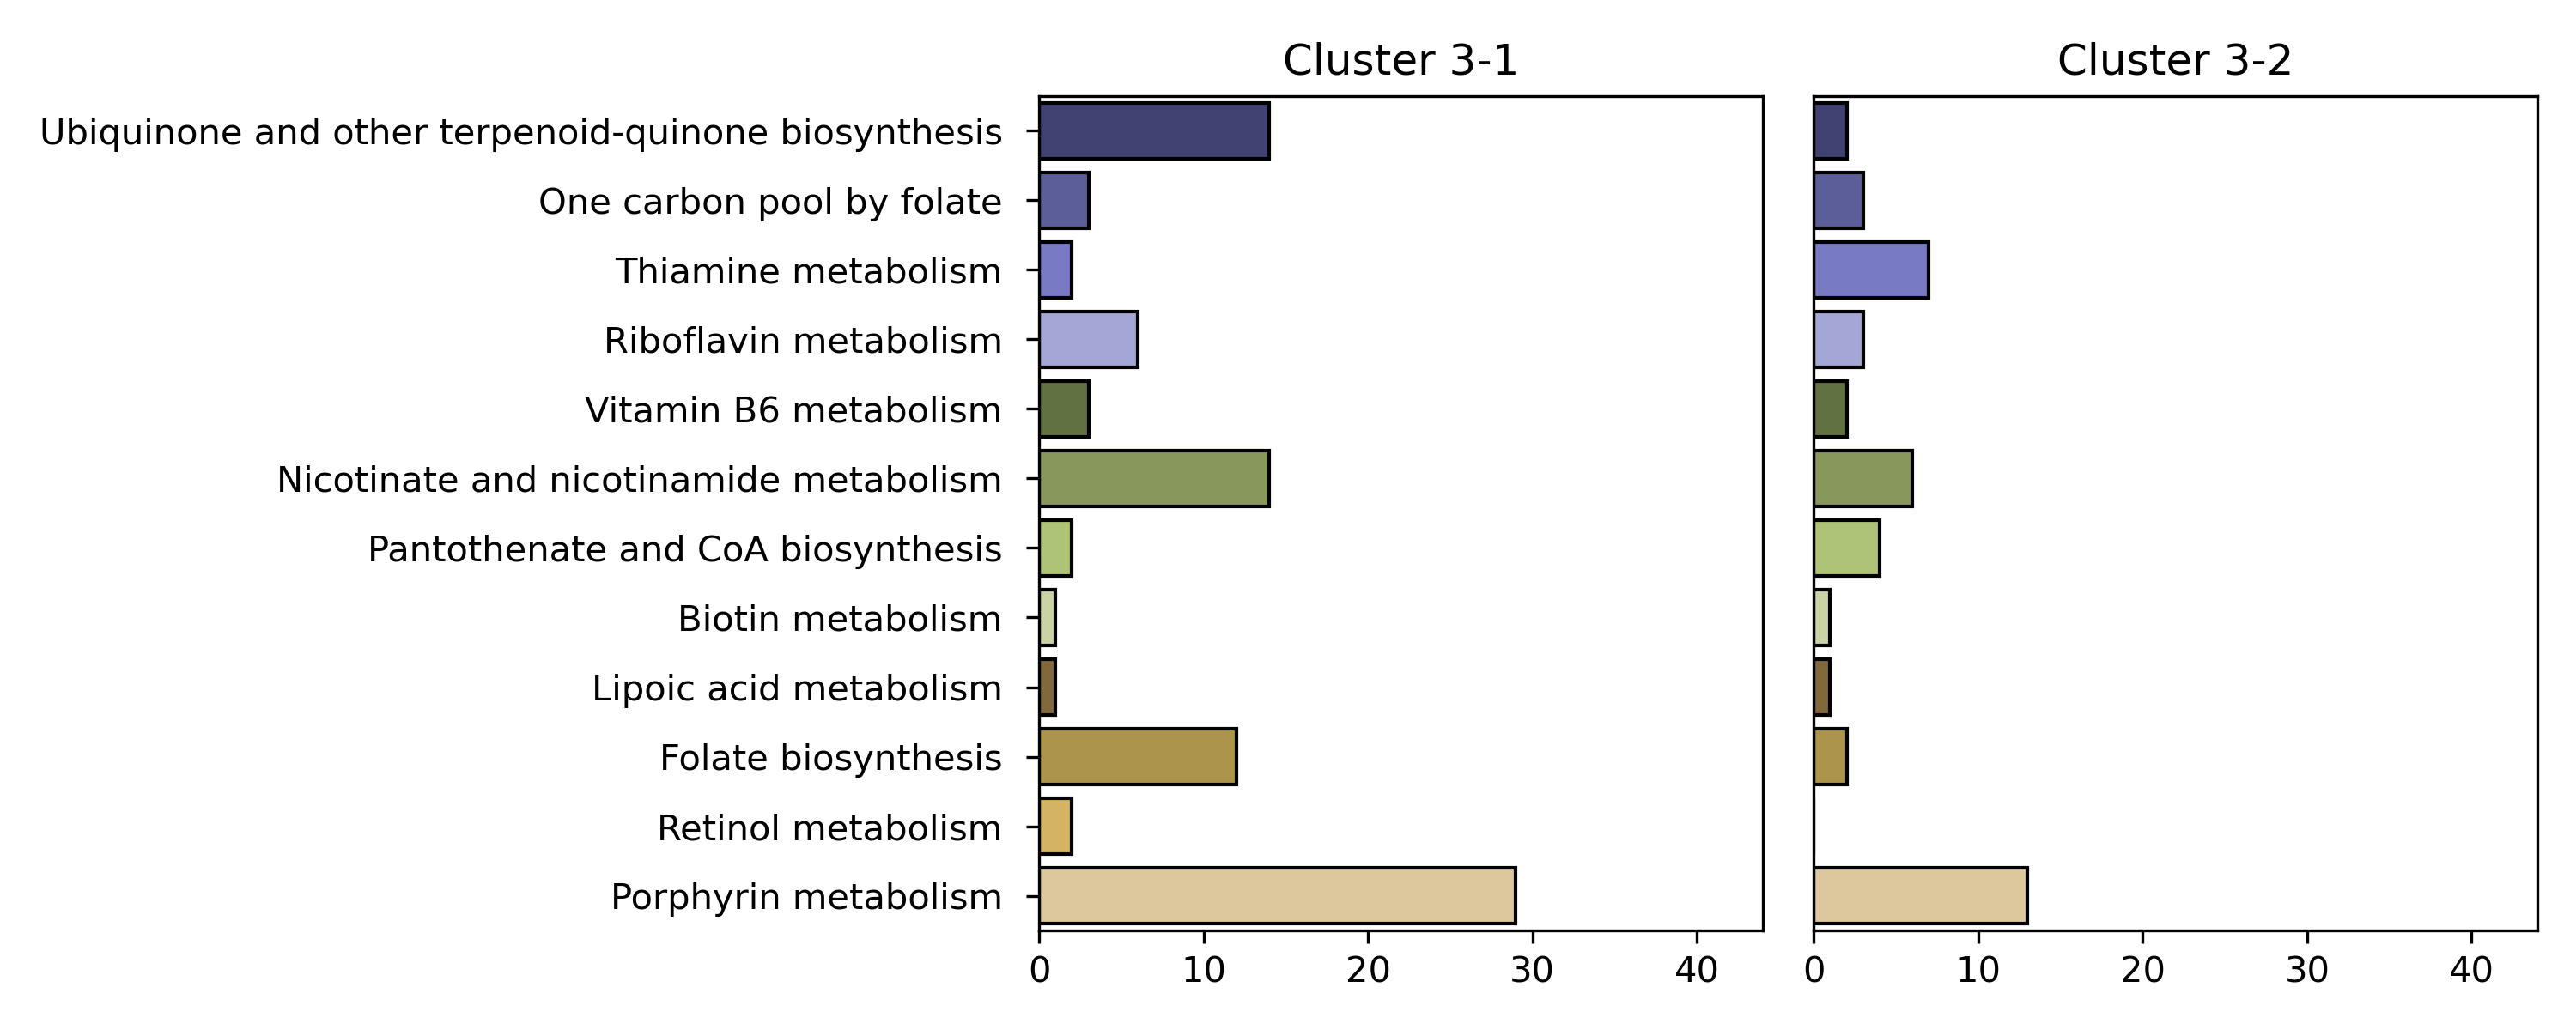 Cluster 3-1
Cluster 3-2
Ubiquinone and other terpenoid-quinone biosynthesis
One carbon pool by folate
Thiamine metabolism
Riboflavin metabolism
Vitamin B6 metabolism
Nicotinate and nicotinamide metabolism
Pantothenate and CoA biosynthesis
Biotin metabolism
Lipoic acid metabolism
Folate biosynthesis
Retinol metabolism
Porphyrin metabolism
0 10 20 30 40
0 10 20 30 40